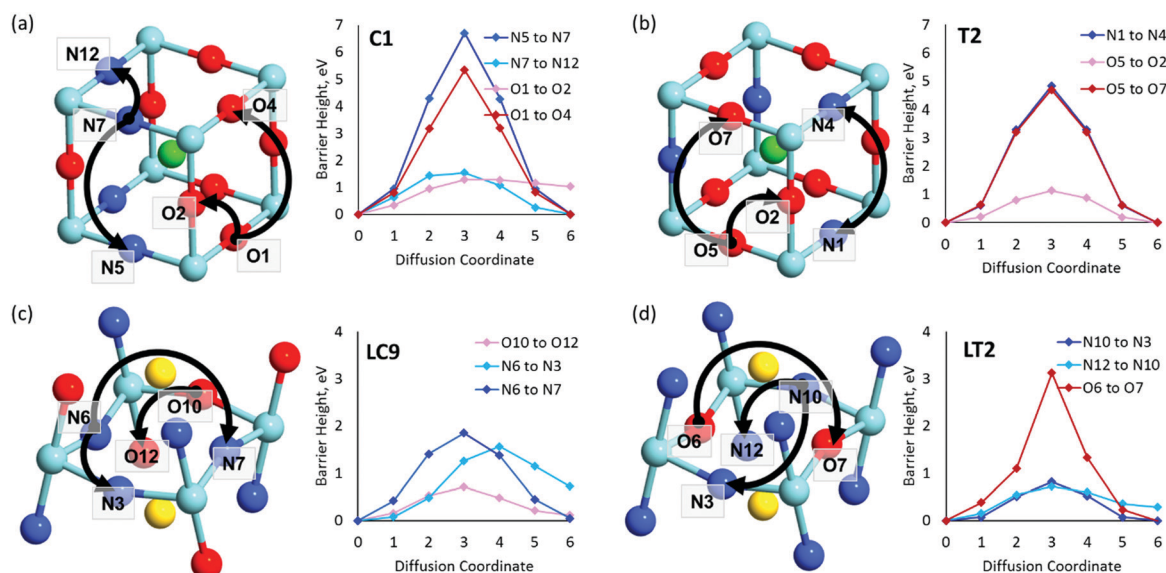 (a)
N12
N7
N5
O4
O2
O1
C1
N5 to N7
N7 to N12
O1 to O2
O1 to O4
Barrier Height, eV
7
6
5
4
3
2
1
0
0 1 2 3 4 5 6
Diffusion Coordinate
(b)
O7
N4
O2
O5
N1
T2
N1 to N4
O5 to O2
O5 to O7
Barrier Height, eV
7
6
5
4
3
2
1
0
0 1 2 3 4 5 6
Diffusion Coordinate
(c)
N6
O10
O12
N7
N3
LC9
O10 to O12
N6 to N3
N6 to N7
Barrier Height, eV
4
3
2
1
0
0 1 2 3 4 5 6
Diffusion Coordinate
(d)
N10
O6
N12
O7
N3
LT2
N10 to N3
N12 to N10
O6 to O7
Barrier Height, eV
4
3
2
1
0
0 1 2 3 4 5 6
Diffusion Coordinate